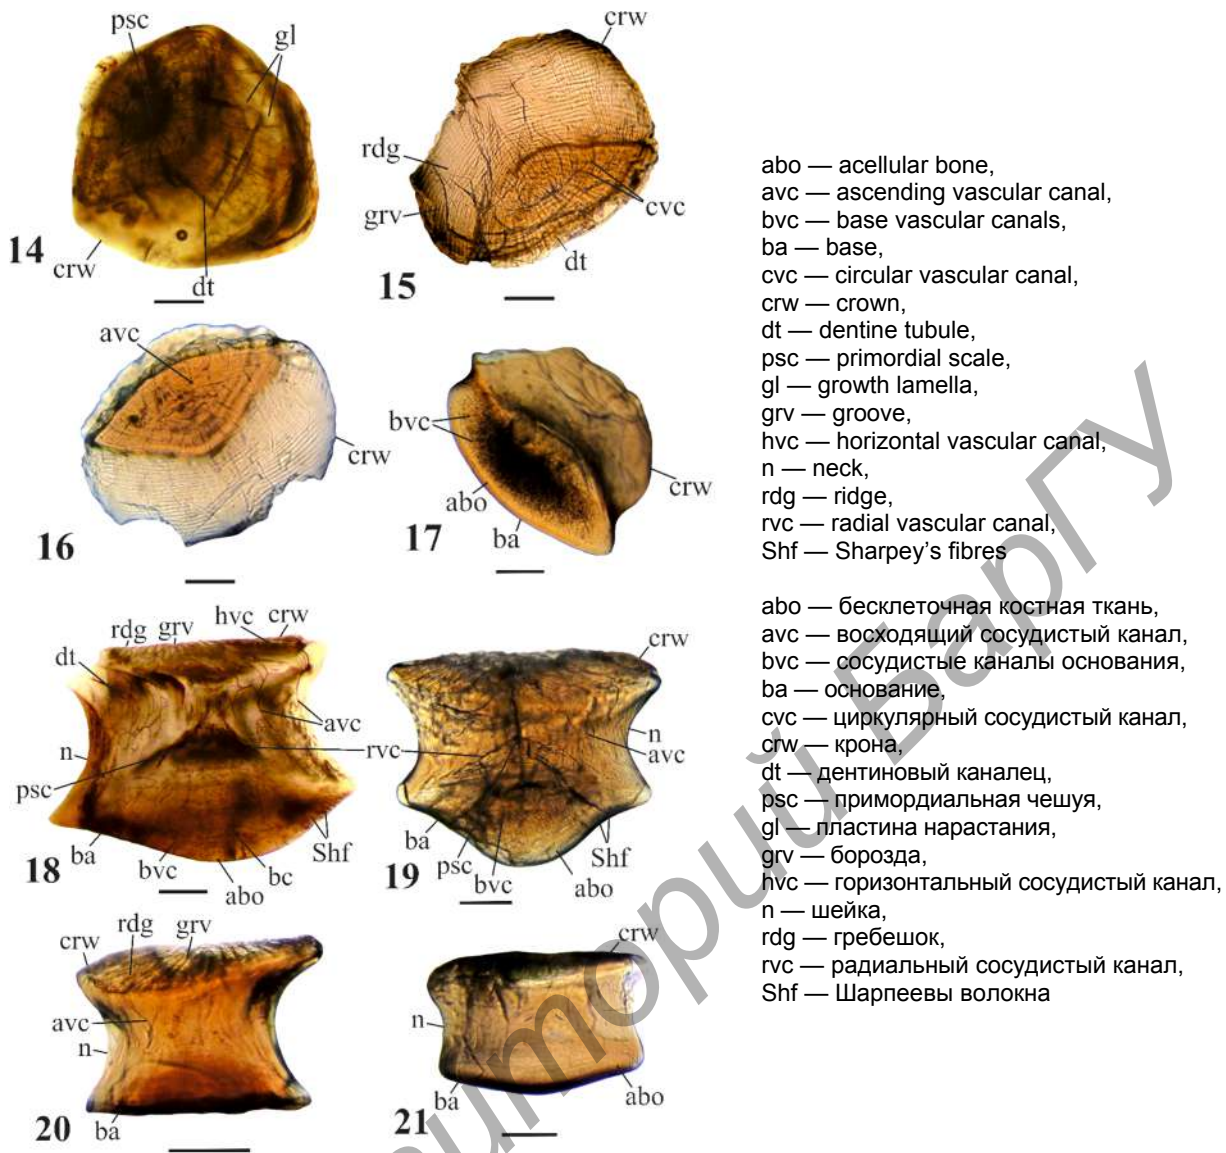 psc
gl
14
crw
dt
crw
rdg
grv
cvc
dt
15
avc
crw
16
bvc
crw
abo
ba
17
rdg grv hvc crw
dt
avc
n
rvc
psc
ba
bvc
Shf
bc
abo
18
crw
n
avc
ba
psc
bvc
Shf
abo
19
crw
rdg
grv
avc
n
ba
20
crw
n
ba
abo
21
abo — acellular bone,
avc — ascending vascular canal,
bvc — base vascular canals,
ba — base,
cvc — circular vascular canal,
crw — crown,
dt — dentine tubule,
psc — primordial scale,
gl — growth lamella,
grv — groove,
hvc — horizontal vascular canal,
n — neck,
rdg — ridge,
rvc — radial vascular canal,
Shf — Sharpey's fibres
abo — бесклеточная костная ткань,
avc — восходящий сосудистый канал,
bvc — сосудистые каналы основания,
ba — основание,
cvc — циркулярный сосудистый канал,
crw — крона,
dt — дентиновый каналец,
psc — примордиальная чешуя,
gl — пластина нарастания,
grv — борозда,
hvc — горизонтальный сосудистый канал,
n — шейка,
rdg — гребешок,
rvc — радиальный сосудистый канал,
Shf — Шарпеевы волокна
БарГУ